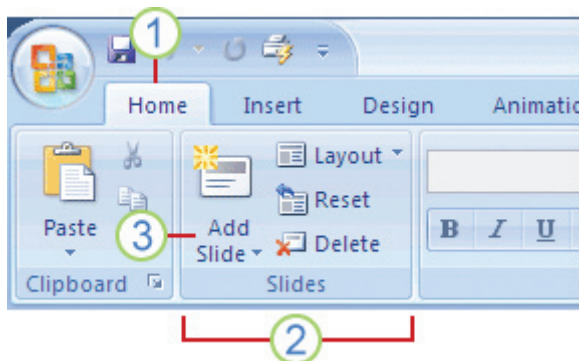 1
Home Insert Design Animatio
Layout
Reset
Paste
3
Add
Slide
Delete
B I U
Clipboard
Slides
2